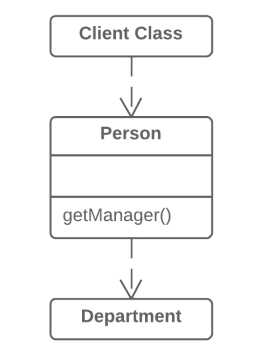 Client Class
Person
getManager()
Department